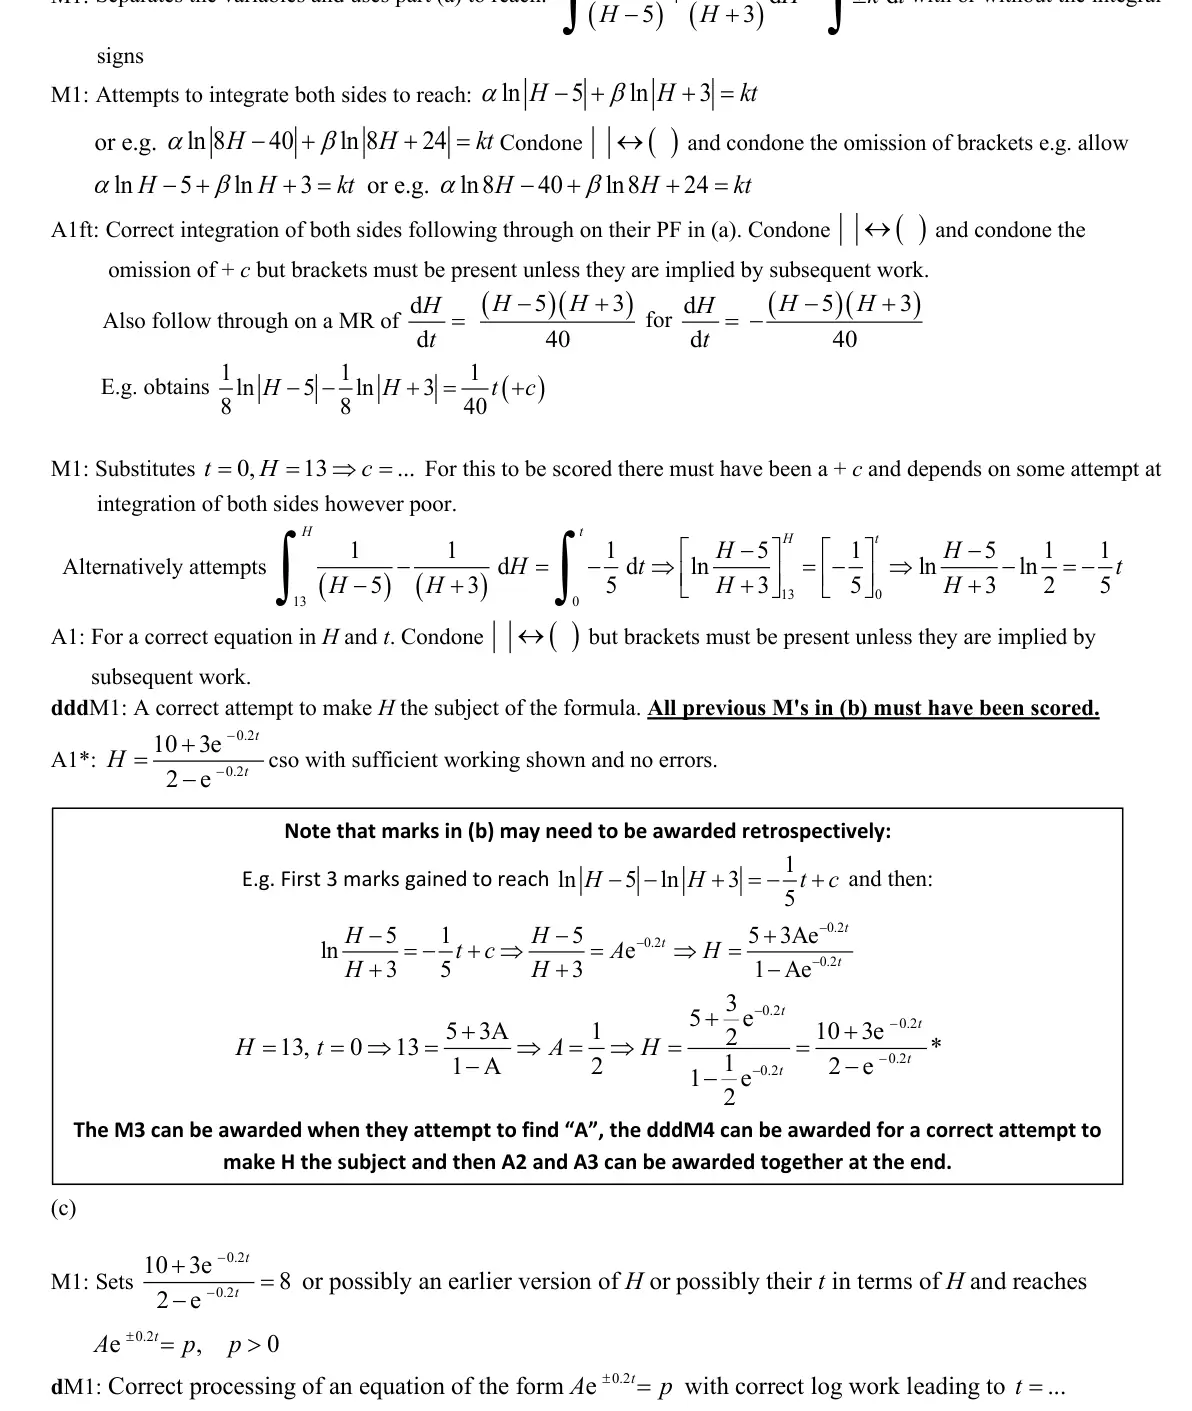 (H − 5) + (H + 3)
signs
M1: Attempts to integrate both sides to reach: α ln|H − 5| + β ln|H + 3| = kt
or e.g. α ln|8H − 40| + β ln|8H + 24| = kt Condone | | ↔ ( ) and condone the omission of brackets e.g. allow
α ln H − 5 + β ln H + 3 = kt or e.g. α ln 8H − 40 + β ln 8H + 24 = kt
A1ft: Correct integration of both sides following through on their PF in (a). Condone | | ↔ ( ) and condone the
omission of + c but brackets must be present unless they are implied by subsequent work.
Also follow through on a MR of dH/dt = (H − 5)(H + 3)/40 for dH/dt = −(H − 5)(H + 3)/40
E.g. obtains 1/8 ln|H − 5| − 1/8 ln|H + 3| = 1/40 t (+c)
M1: Substitutes t = 0, H = 13 ⇒ c = ... For this to be scored there must have been a + c and depends on some attempt at
integration of both sides however poor.
Alternatively attempts ∫₁₃^H 1/(H − 5) − 1/(H + 3) dH = ∫₀^t −1/5 dt ⇒ [ln (H − 5)/(H + 3)]₁₃^H = [−1/5]₀^t ⇒ ln (H − 5)/(H + 3) − ln 1/2 = −1/5 t
A1: For a correct equation in H and t. Condone | | ↔ ( ) but brackets must be present unless they are implied by
subsequent work.
dddM1: A correct attempt to make H the subject of the formula. All previous M's in (b) must have been scored.
A1*: H = (10 + 3e^(−0.2t))/(2 − e^(−0.2t)) cso with sufficient working shown and no errors.
Note that marks in (b) may need to be awarded retrospectively:
E.g. First 3 marks gained to reach ln|H − 5| − ln|H + 3| = −1/5 t + c and then:
ln (H − 5)/(H + 3) = −1/5 t + c ⇒ (H − 5)/(H + 3) = Ae^(−0.2t) ⇒ H = (5 + 3Ae^(−0.2t))/(1 − Ae^(−0.2t))
H = 13, t = 0 ⇒ 13 = (5 + 3A)/(1 − A) ⇒ A = 1/2 ⇒ H = (5 + 3/2 e^(−0.2t))/(1 − 1/2 e^(−0.2t)) = (10 + 3e^(−0.2t))/(2 − e^(−0.2t)) *
The M3 can be awarded when they attempt to find “A”, the dddM4 can be awarded for a correct attempt to
make H the subject and then A2 and A3 can be awarded together at the end.
(c)
M1: Sets (10 + 3e^(−0.2t))/(2 − e^(−0.2t)) = 8 or possibly an earlier version of H or possibly their t in terms of H and reaches
Ae^(±0.2t) = p, p > 0
dM1: Correct processing of an equation of the form Ae^(±0.2t) = p with correct log work leading to t = ...